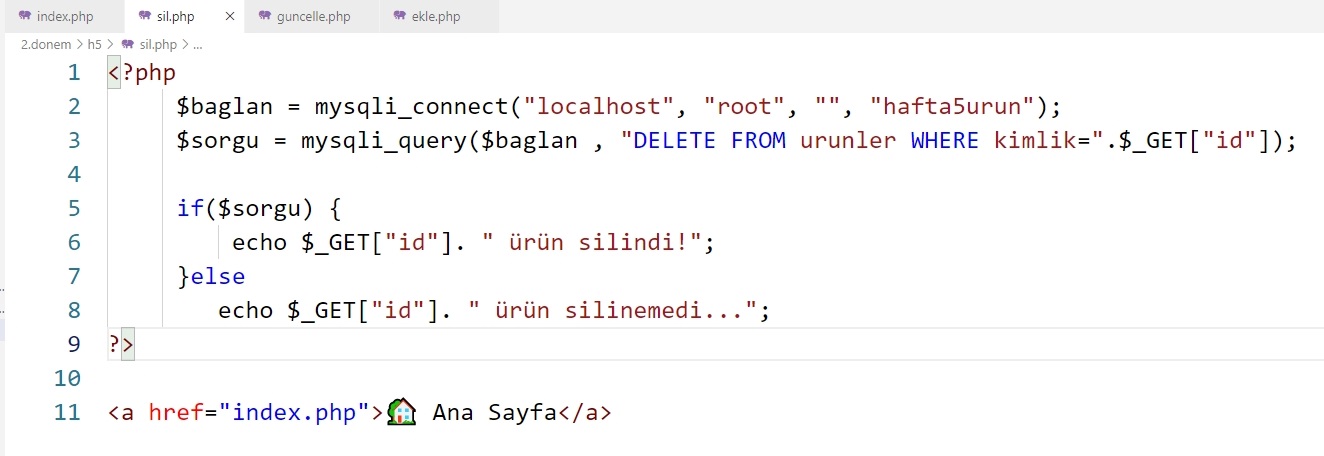 index.php sil.php × guncelle.php ekle.php
2.donem > h5 > sil.php > ...
1 <?php
2 $baglan = mysqli_connect("localhost", "root", "", "hafta5urun");
3 $sorgu = mysqli_query($baglan , "DELETE FROM urunler WHERE kimlik=".$_GET["id"]);
4
5 if($sorgu) {
6 echo $_GET["id"]. " ürün silindi!";
7 }else
8 echo $_GET["id"]. " ürün silinemedi...";
9 ?>
10
11 <a href="index.php">🏡 Ana Sayfa</a>